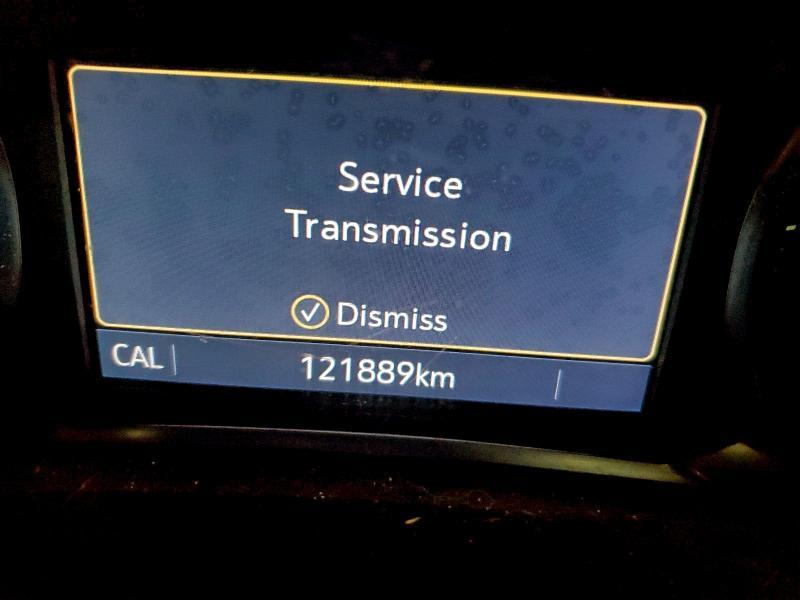 Service
Transmission
Dismiss
CAL 121889km